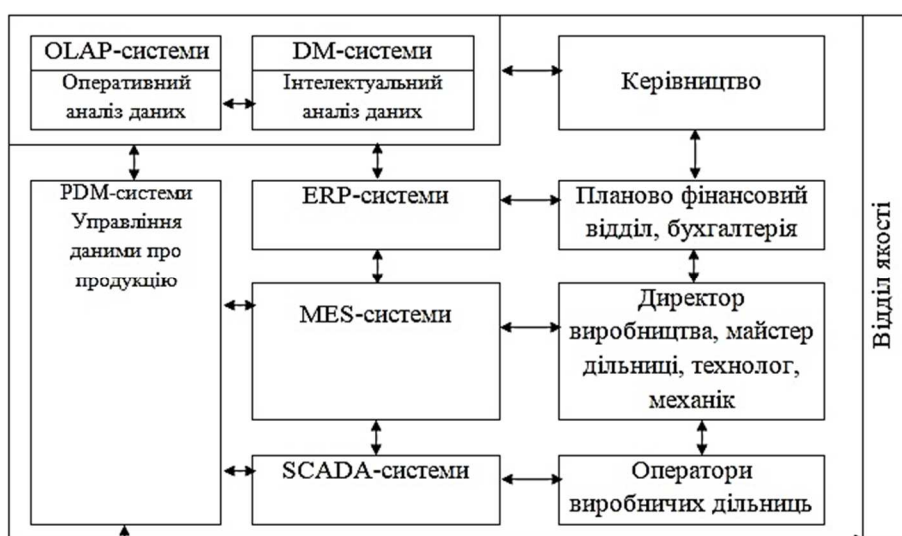 OLAP-системи
Оперативний
аналіз даних
DM-системи
Інтелектуальний
аналіз даних
Керівництво
PDM-системи
Управління
даними про
продукцію
ERP-системи
Планово фінансовий
відділ, бухгалтерія
MES-системи
Директор
виробництва, майстер
дільниці, технолог,
механік
SCADA-системи
Оператори
виробничих дільниць
Відділ якості